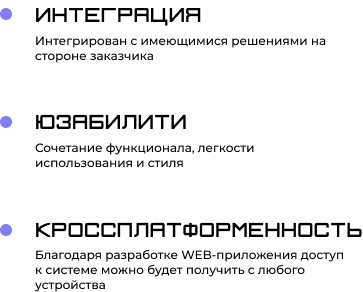 ИНТЕГРАЦИЯ
Интегрирован с имеющимися решениями на
стороне заказчика
ЮЗАБИЛИТИ
Сочетание функционала, легкости
использования и стиля
КРОССПЛАТФОРМЕННОСТЬ
Благодаря разработке WEB-приложения доступ
к системе можно будет получить с любого
устройства